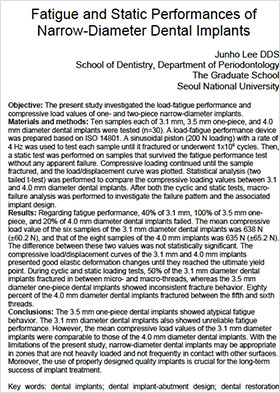 Fatigue and Static Performances of
Narrow-Diameter Dental Implants
Junho Lee DDS
School of Dentistry, Department of Periodontology
The Graduate School
Seoul National University
Objective: The present study investigated the load-fatigue performance and
compressive load values of one- and two-piece narrow-diameter implants.
Materials and methods: Ten samples each of 3.1 mm, 3.5 mm one-piece, and 4.0
mm diameter dental implants were tested (n=30). A load-fatigue performance device
was prepared based on ISO 14801. A sinusoidal piston (200 N loading) with a rate of
4 Hz was used to test each sample until it fractured or underwent 1x10⁶ cycles. Then,
a static test was performed on samples that survived the fatigue performance test
without any apparent failure. Compressive loading continued until the sample
fractured, and the load/displacement curve was plotted. Statistical analysis (two
tailed t-test) was performed to compare the compressive loading values between 3.1
and 4.0 mm diameter dental implants. After both the cyclic and static tests, macro-
failure analysis was performed to investigate the failure pattern and the associated
implant design.
Results: Regarding fatigue performance, 40% of 3.1 mm, 100% of 3.5 mm one-
piece, and 20% of 4.0 mm diameter dental implants failed. The mean compressive
load value of the six samples of the 3.1 mm diameter dental implants was 638 N
(±60.2 N), and that of the eight samples of the 4.0 mm implants was 635 N (±65.2 N).
The difference between these two values was not statistically significant. The
compressive load/displacement curves of the 3.1 mm and 4.0 mm implants
presented good elastic deformation changes until they reached the ultimate yield
point. During cyclic and static loading tests, 50% of the 3.1 mm diameter dental
implants fractured in between micro- and macro-threads, whereas the 3.5 mm
diameter one-piece dental implants showed inconsistent fracture behavior. Eighty
percent of the 4.0 mm diameter dental implants fractured between the fifth and sixth
threads.
Conclusions: The 3.5 mm one-piece dental implants showed atypical fatigue
behavior. The 3.1 mm diameter dental implants also showed unreliable fatigue
performance. However, the mean compressive load values of the 3.1 mm diameter
implants were comparable to those of the 4.0 mm diameter dental implants. With the
limitations of the present study, narrow-diameter dental implants may be appropriate
in zones that are not heavily loaded and not frequently in contact with other surfaces.
Moreover, the use of properly designed quality implants is crucial for the long-term
success of implant treatment.
Key words: dental implants; dental implant-abutment design; dental restoration